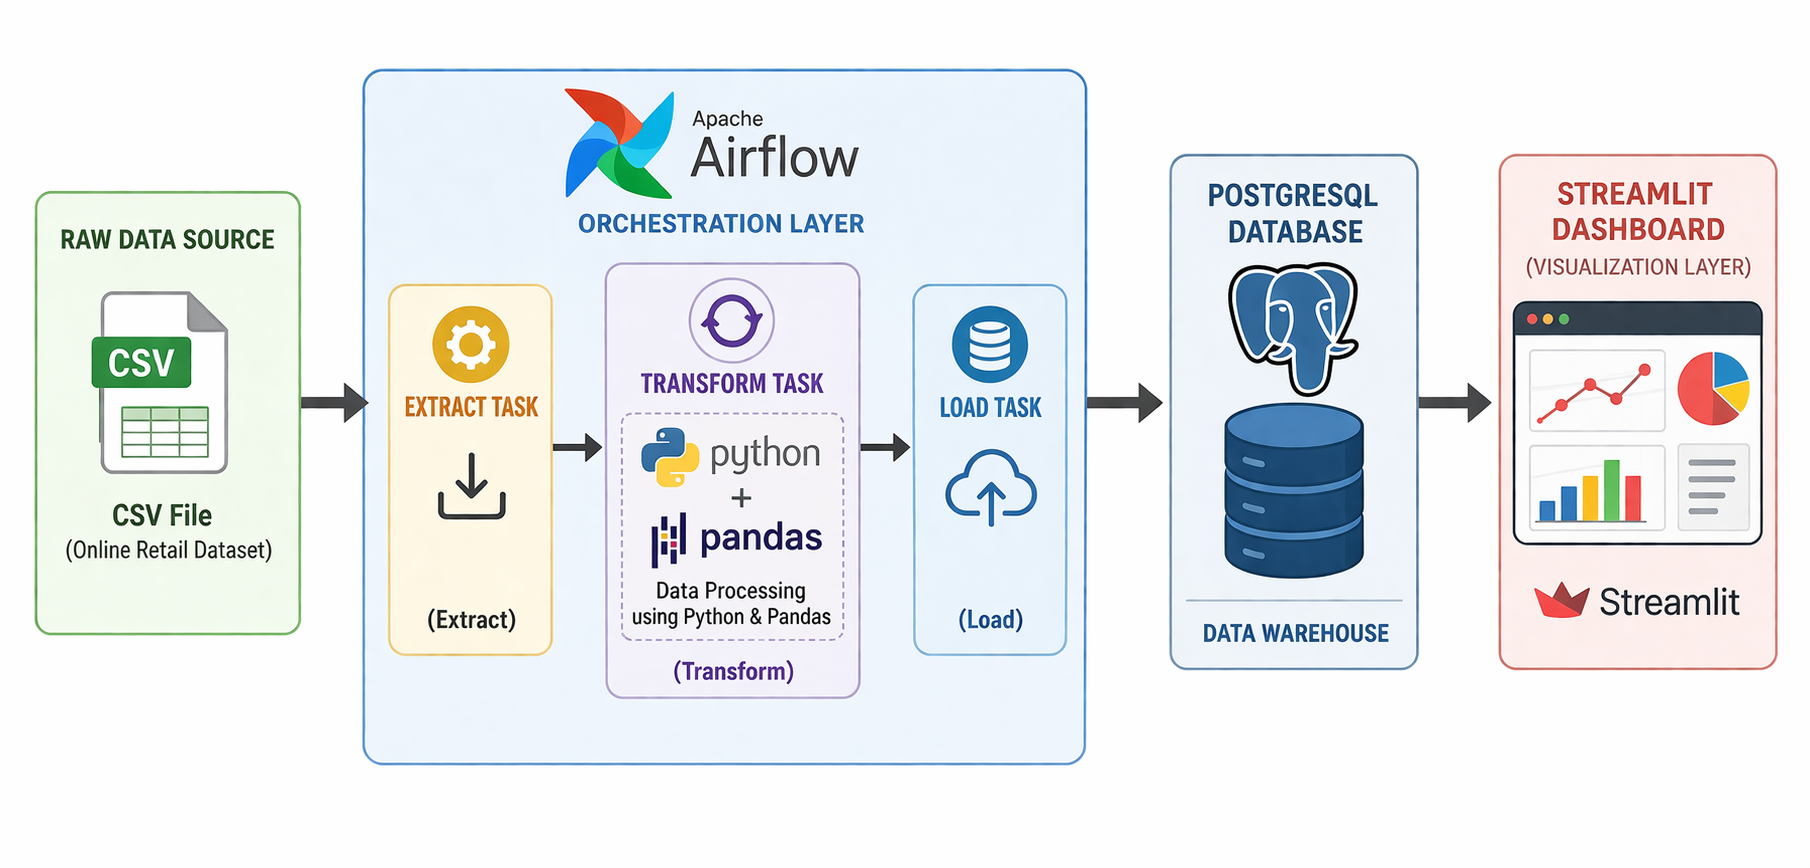 RAW DATA SOURCE
CSV
CSV File
(Online Retail Dataset)
Apache
Airflow
ORCHESTRATION LAYER
EXTRACT TASK
(Extract)
TRANSFORM TASK
python
+
pandas
Data Processing
using Python & Pandas
(Transform)
LOAD TASK
(Load)
POSTGRESQL
DATABASE
DATA WAREHOUSE
STREAMLIT
DASHBOARD
(VISUALIZATION LAYER)
Streamlit